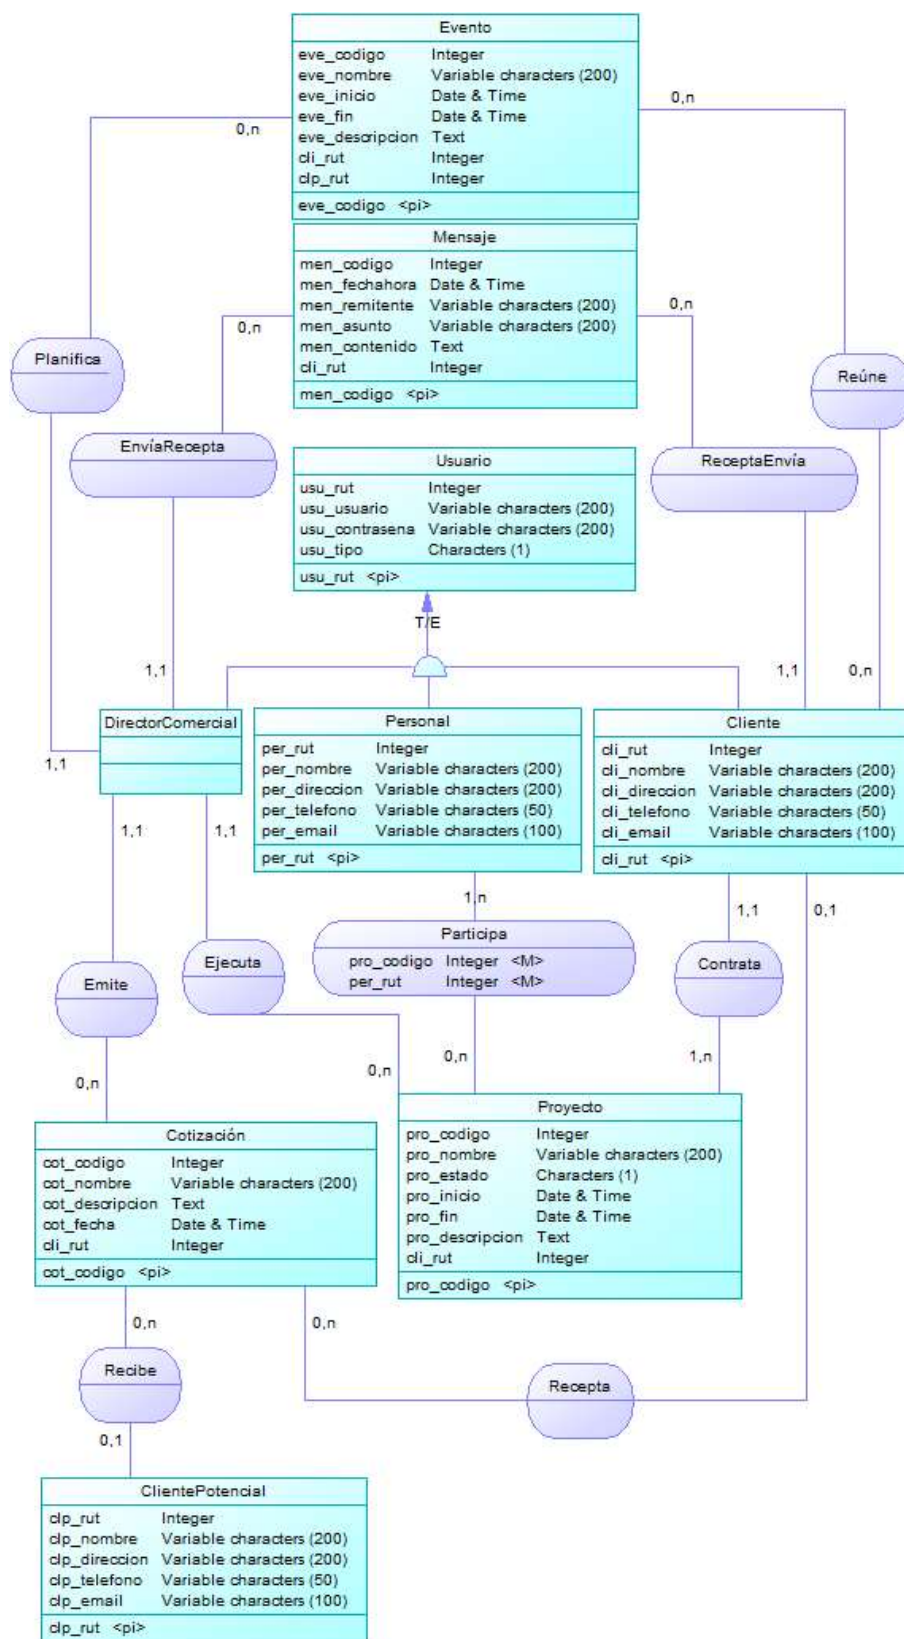 Evento
eve_codigo Integer
eve_nombre Variable characters (200)
eve_inicio Date & Time
eve_fin Date & Time
eve_descripcion Text
cli_rut Integer
clp_rut Integer
eve_codigo <pi>
0,n
0,n
Mensaje
men_codigo Integer
men_fechahora Date & Time
men_remitente Variable characters (200)
men_asunto Variable characters (200)
men_contenido Text
cli_rut Integer
men_codigo <pi>
0,n
0,n
Planifica
Reúne
EnvíaRecepta
ReceptaEnvía
Usuario
usu_rut Integer
usu_usuario Variable characters (200)
usu_contrasena Variable characters (200)
usu_tipo Characters (1)
usu_rut <pi>
T/E
1,1
1,1
0,n
DirectorComercial
1,1
Personal
per_rut Integer
per_nombre Variable characters (200)
per_direccion Variable characters (200)
per_telefono Variable characters (50)
per_email Variable characters (100)
per_rut <pi>
Cliente
cli_rut Integer
cli_nombre Variable characters (200)
cli_direccion Variable characters (200)
cli_telefono Variable characters (50)
cli_email Variable characters (100)
cli_rut <pi>
1,1
1,1
1,n
1,1
0,1
Emite
Ejecuta
Participa
pro_codigo Integer <M>
per_rut Integer <M>
Contrata
0,n
0,n
0,n
1,n
Cotización
cot_codigo Integer
cot_nombre Variable characters (200)
cot_descripcion Text
cot_fecha Date & Time
cli_rut Integer
cot_codigo <pi>
Proyecto
pro_codigo Integer
pro_nombre Variable characters (200)
pro_estado Characters (1)
pro_inicio Date & Time
pro_fin Date & Time
pro_descripcion Text
cli_rut Integer
pro_codigo <pi>
0,n
0,n
Recibe
Recepta
0,1
ClientePotencial
clp_rut Integer
clp_nombre Variable characters (200)
clp_direccion Variable characters (200)
clp_telefono Variable characters (50)
clp_email Variable characters (100)
clp_rut <pi>